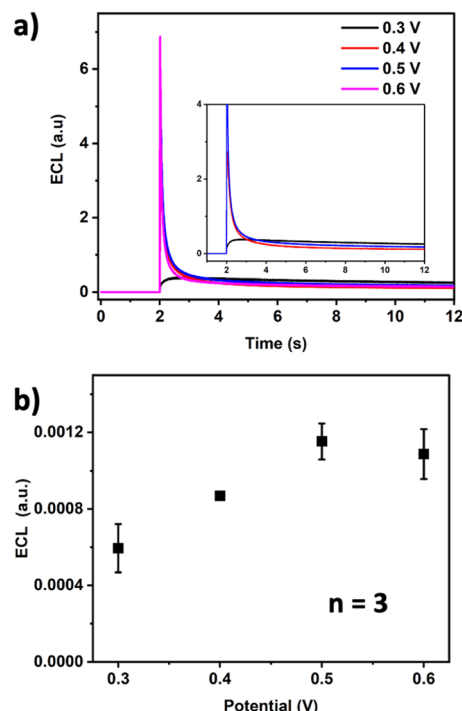 a)
0.3 V
0.4 V
0.5 V
0.6 V
ECL (a.u)
6
4
2
0
4
2
0
2 4 6 8 10 12
0 2 4 6 8 10 12
Time (s)
b)
ECL (a.u.)
0.0012
0.0008
0.0004
0.0000
n = 3
0.3 0.4 0.5 0.6
Potential (V)